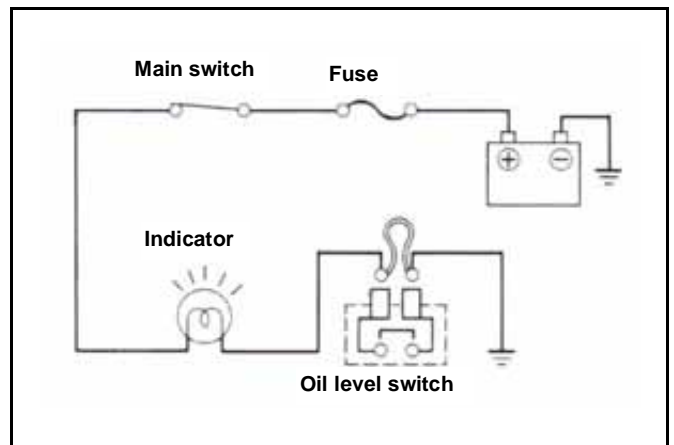 Main switch
Fuse
+ −
Indicator
Oil level switch